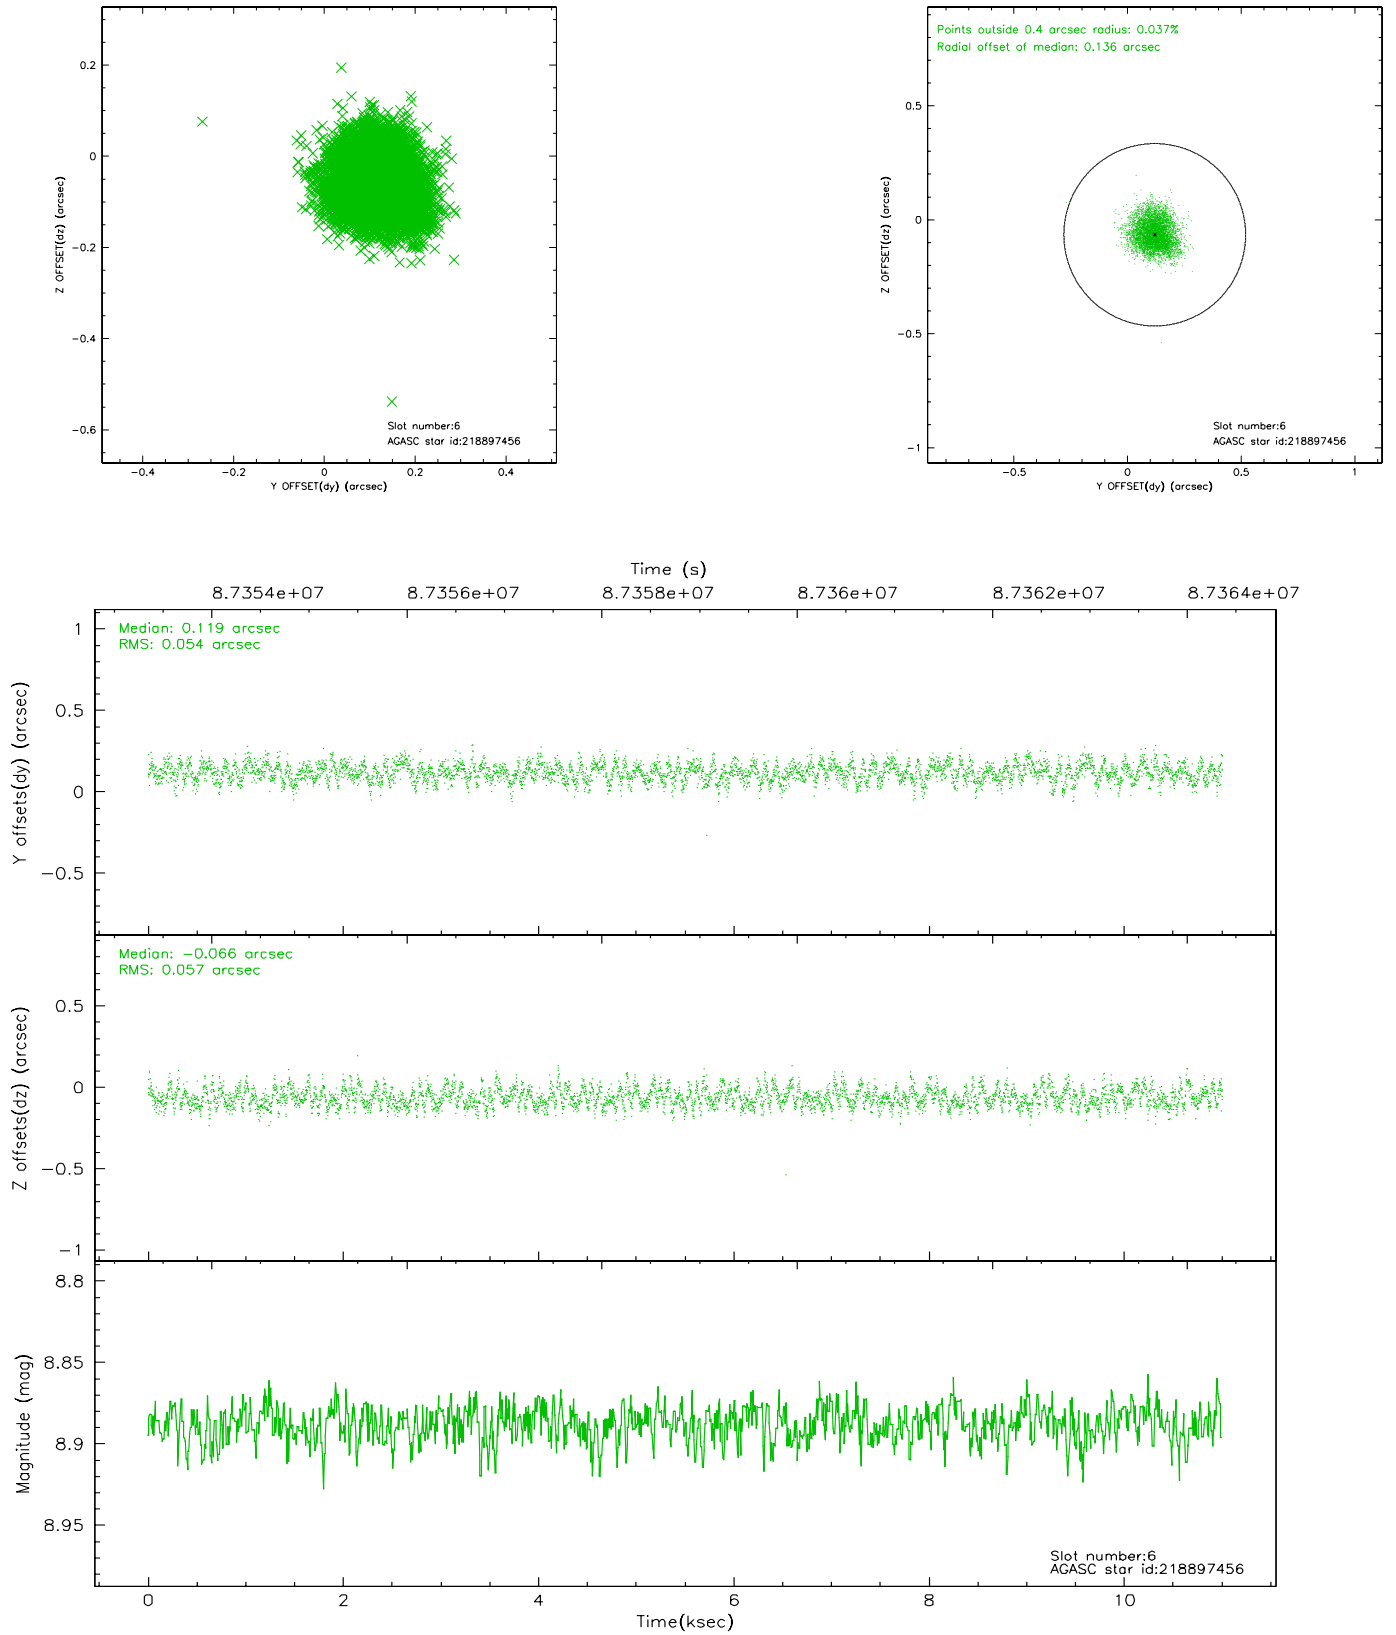 0.2
0
−0.2
−0.4
−0.6
Z OFFSET(dz) (arcsec)
Slot number:6
AGASC star id:218897456
−0.4
−0.2
0
0.2
0.4
Y OFFSET(dy) (arcsec)
Points outside 0.4 arcsec radius: 0.037%
Radial offset of median: 0.136 arcsec
0.5
0
−0.5
−1
Z OFFSET(dz) (arcsec)
Slot number:6
AGASC star id:218897456
−0.5
0
0.5
1
Y OFFSET(dy) (arcsec)
Time (s)
8.7354e+07
8.7356e+07
8.7358e+07
8.736e+07
8.7362e+07
8.7364e+07
Median: 0.119 arcsec
RMS: 0.054 arcsec
1
0.5
0
−0.5
Y offsets(dy) (arcsec)
Median: −0.066 arcsec
RMS: 0.057 arcsec
0.5
0
−0.5
−1
Z offsets(dz) (arcsec)
8.8
8.85
8.9
8.95
Magnitude (mag)
Slot number:6
AGASC star id:218897456
0
2
4
6
8
10
Time(ksec)